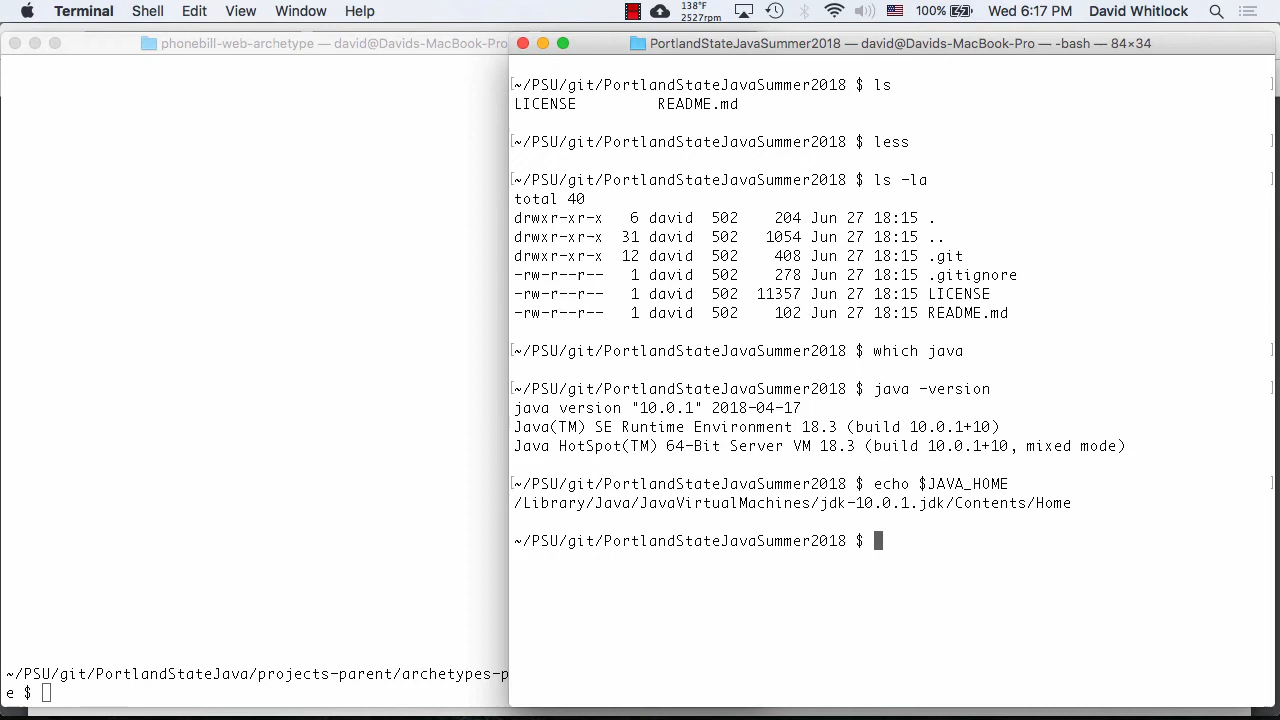 Terminal Shell Edit View Window Help 138°F 2527rpm 100% Wed 6:17 PM David Whitlock
phonebill-web-archetype — david@Davids-MacBook-Pro
PortlandStateJavaSummer2018 — david@Davids-MacBook-Pro — -bash — 84×34
[~/PSU/git/PortlandStateJavaSummer2018 $ ls ]
LICENSE README.md
[~/PSU/git/PortlandStateJavaSummer2018 $ less ]
[~/PSU/git/PortlandStateJavaSummer2018 $ ls -la ]
total 40
drwxr-xr-x 6 david 502 204 Jun 27 18:15 .
drwxr-xr-x 31 david 502 1054 Jun 27 18:15 ..
drwxr-xr-x 12 david 502 408 Jun 27 18:15 .git
-rw-r--r-- 1 david 502 278 Jun 27 18:15 .gitignore
-rw-r--r-- 1 david 502 11357 Jun 27 18:15 LICENSE
-rw-r--r-- 1 david 502 102 Jun 27 18:15 README.md
[~/PSU/git/PortlandStateJavaSummer2018 $ which java ]
[~/PSU/git/PortlandStateJavaSummer2018 $ java -version ]
java version "10.0.1" 2018-04-17
Java(TM) SE Runtime Environment 18.3 (build 10.0.1+10)
Java HotSpot(TM) 64-Bit Server VM 18.3 (build 10.0.1+10, mixed mode)
[~/PSU/git/PortlandStateJavaSummer2018 $ echo $JAVA_HOME ]
/Library/Java/JavaVirtualMachines/jdk-10.0.1.jdk/Contents/Home
~/PSU/git/PortlandStateJavaSummer2018 $
~/PSU/git/PortlandStateJava/projects-parent/archetypes-p
e $